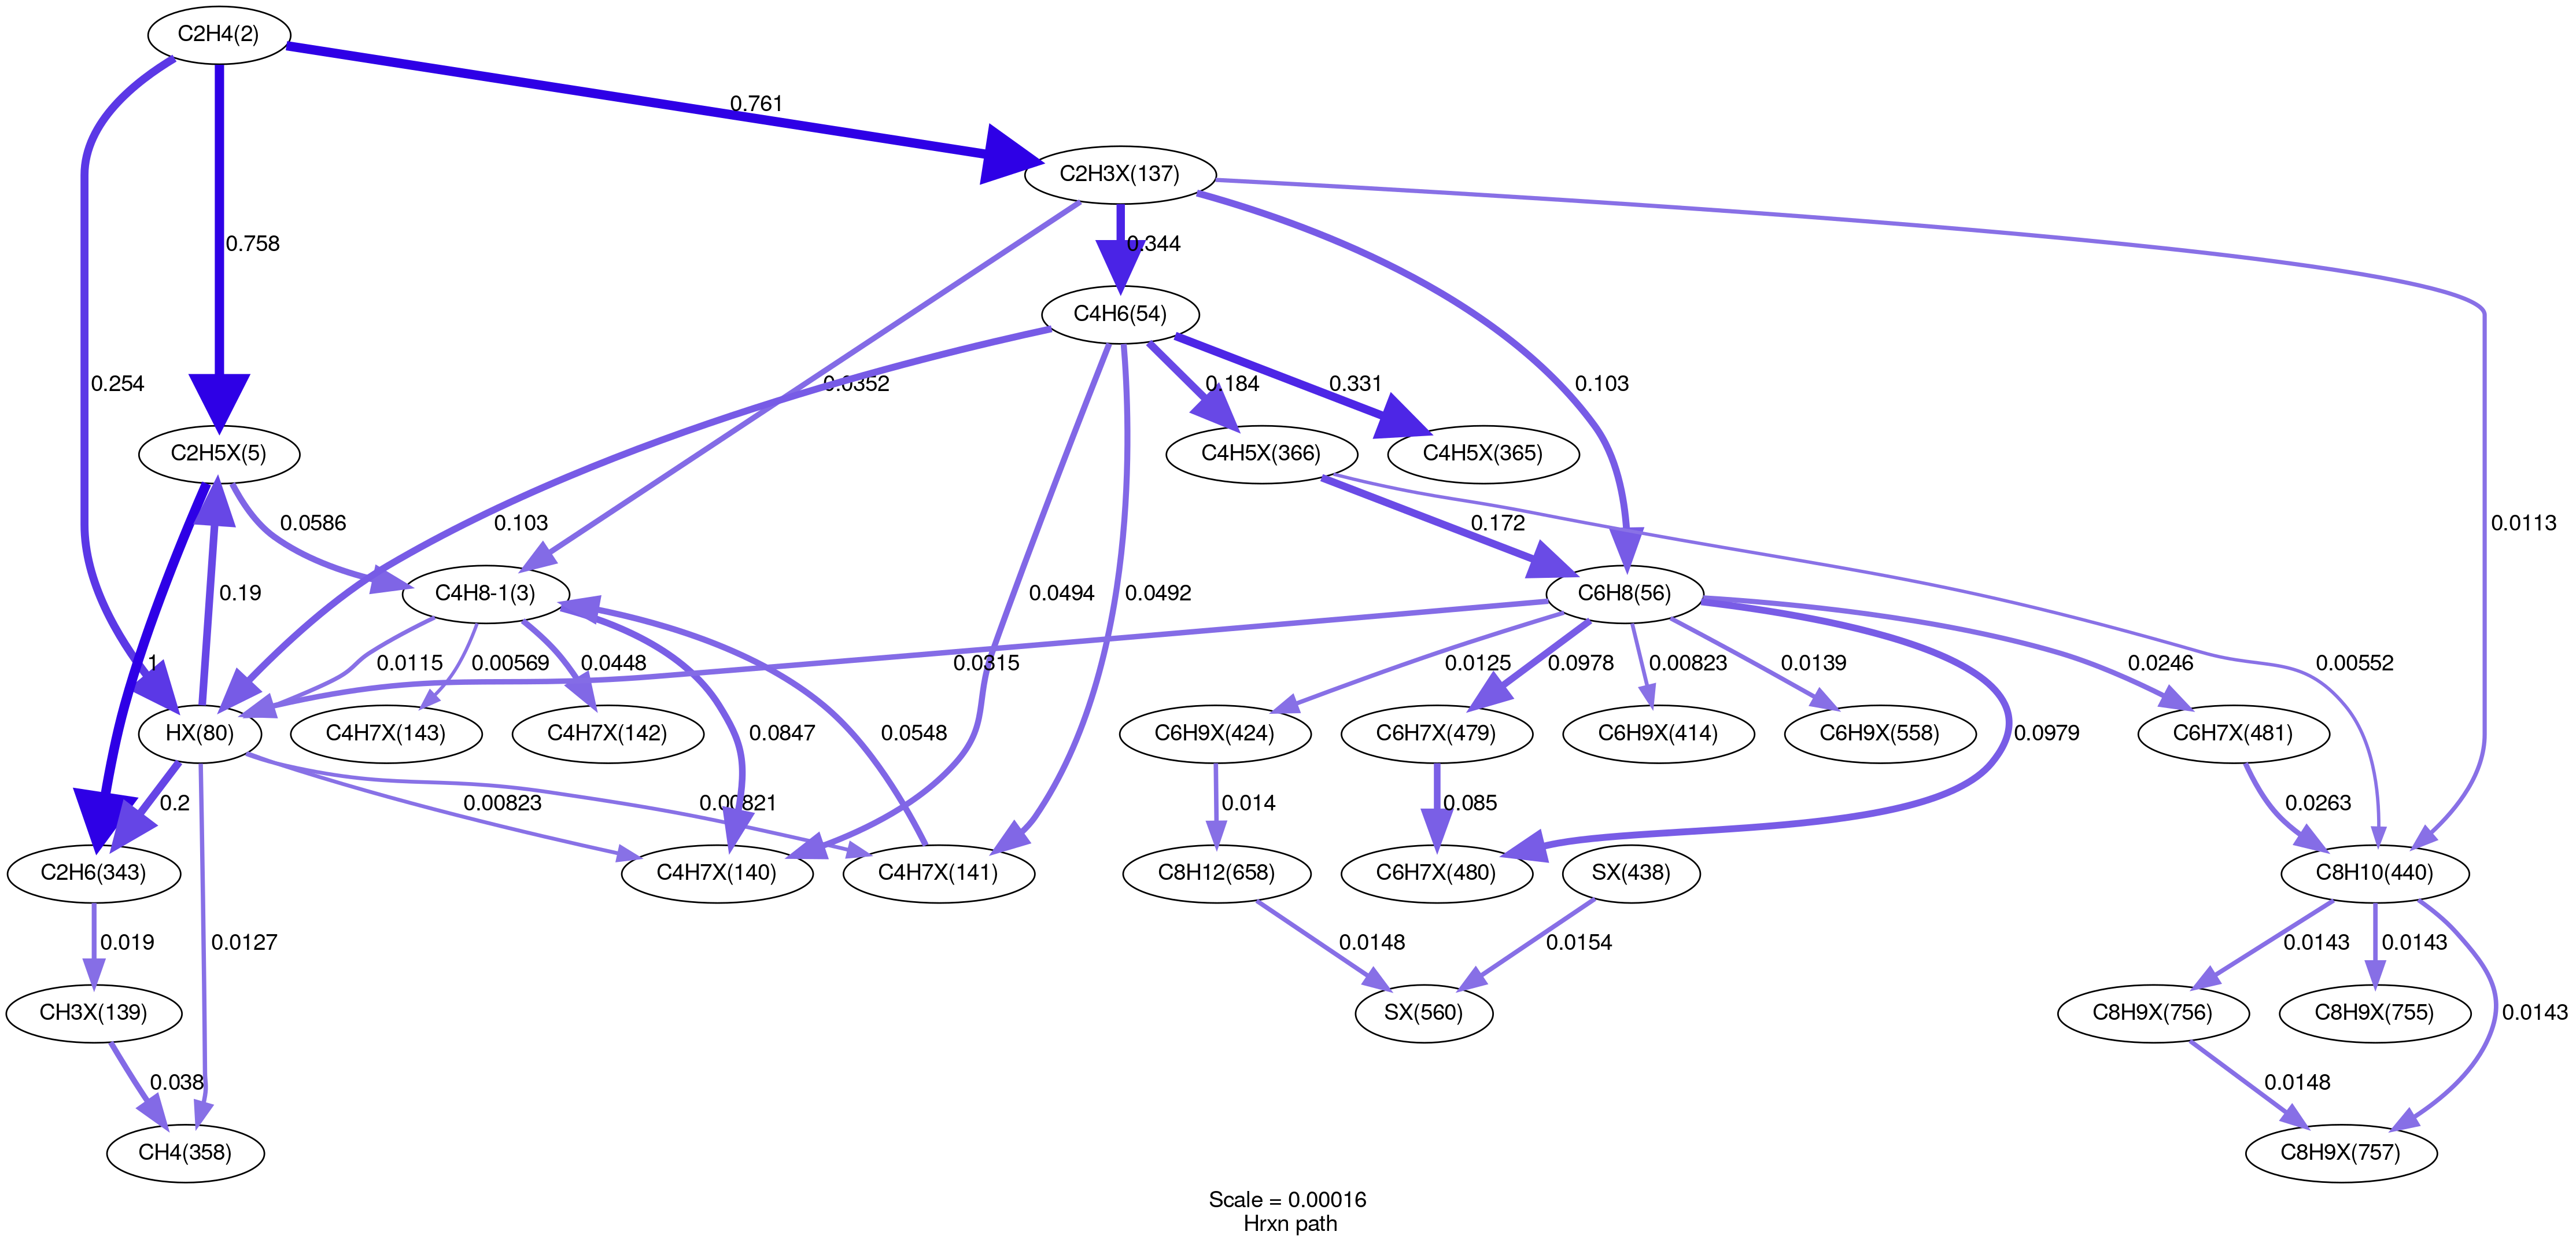 C2H4(2)
0.761
C2H3X(137)
0.758
0.344
C4H6(54)
0.254
0.0352
0.184
0.331
0.103
C2H5X(5)
C4H5X(366)
C4H5X(365)
0.0586
0.19
0.103
0.172
0.0113
C4H8-1(3)
0.0494
0.0492
C6H8(56)
1
0.0115
0.00569
0.0448
0.0315
0.0125
0.0978
0.00823
0.0139
0.0246
0.00552
HX(80)
C4H7X(143)
C4H7X(142)
0.0847
0.0548
C6H9X(424)
C6H7X(479)
C6H9X(414)
C6H9X(558)
0.0979
C6H7X(481)
0.2
0.00823
0.00821
0.014
0.085
0.0263
C2H6(343)
C4H7X(140)
C4H7X(141)
C8H12(658)
C6H7X(480)
SX(438)
C8H10(440)
0.019
0.0127
0.0148
0.0154
0.0143
0.0143
CH3X(139)
SX(560)
C8H9X(756)
C8H9X(755)
0.0143
0.038
0.0148
CH4(358)
C8H9X(757)
Scale = 0.00016
Hrxn path